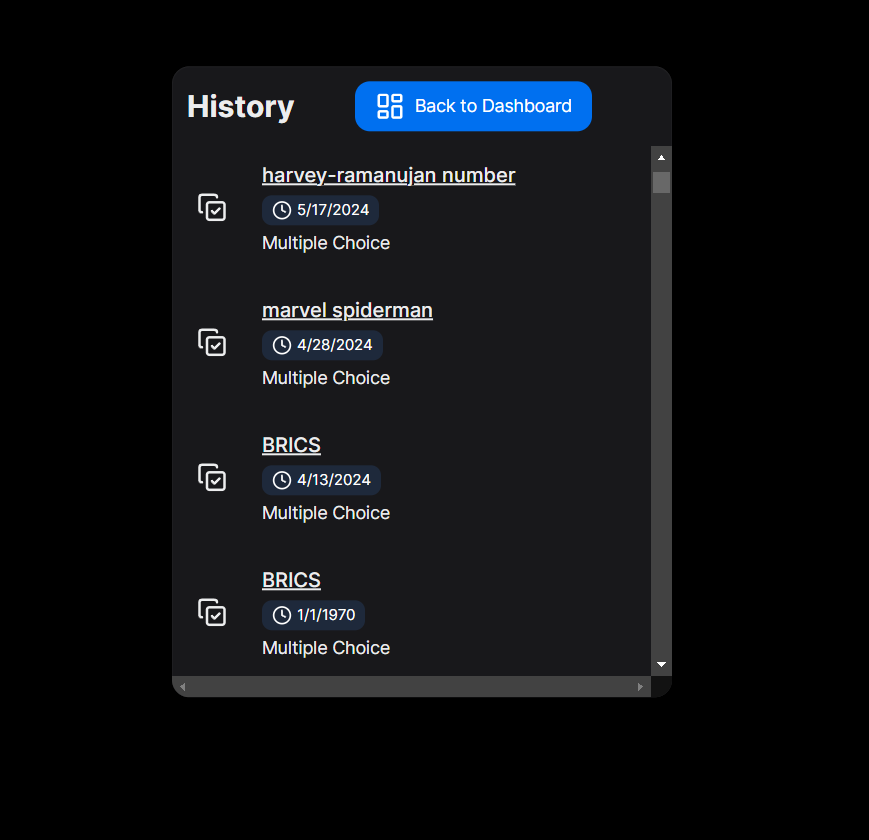 History
Back to Dashboard
harvey-ramanujan number
5/17/2024
Multiple Choice
marvel spiderman
4/28/2024
Multiple Choice
BRICS
4/13/2024
Multiple Choice
BRICS
1/1/1970
Multiple Choice